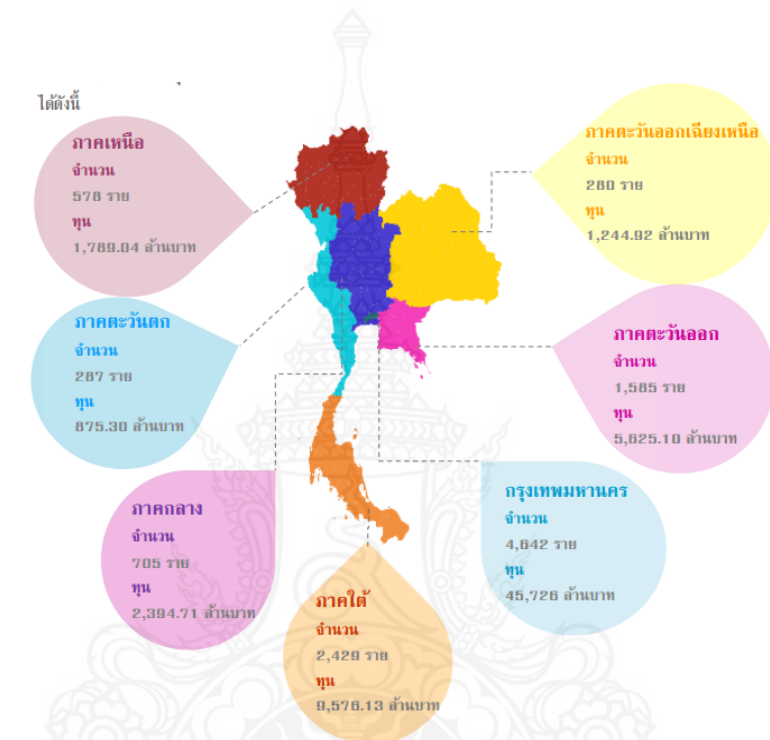 ได้ดังนี้
ภาคเหนือ
จำนวน
578 ราย
ทุน
1,789.04 ล้านบาท
ภาคตะวันออกเฉียงเหนือ
จำนวน
280 ราย
ทุน
1,244.92 ล้านบาท
ภาคตะวันตก
จำนวน
287 ราย
ทุน
875.30 ล้านบาท
ภาคตะวันออก
จำนวน
1,585 ราย
ทุน
5,625.10 ล้านบาท
ภาคกลาง
จำนวน
705 ราย
ทุน
2,394.71 ล้านบาท
กรุงเทพมหานคร
จำนวน
4,642 ราย
ทุน
45,726 ล้านบาท
ภาคใต้
จำนวน
2,429 ราย
ทุน
9,576.13 ล้านบาท